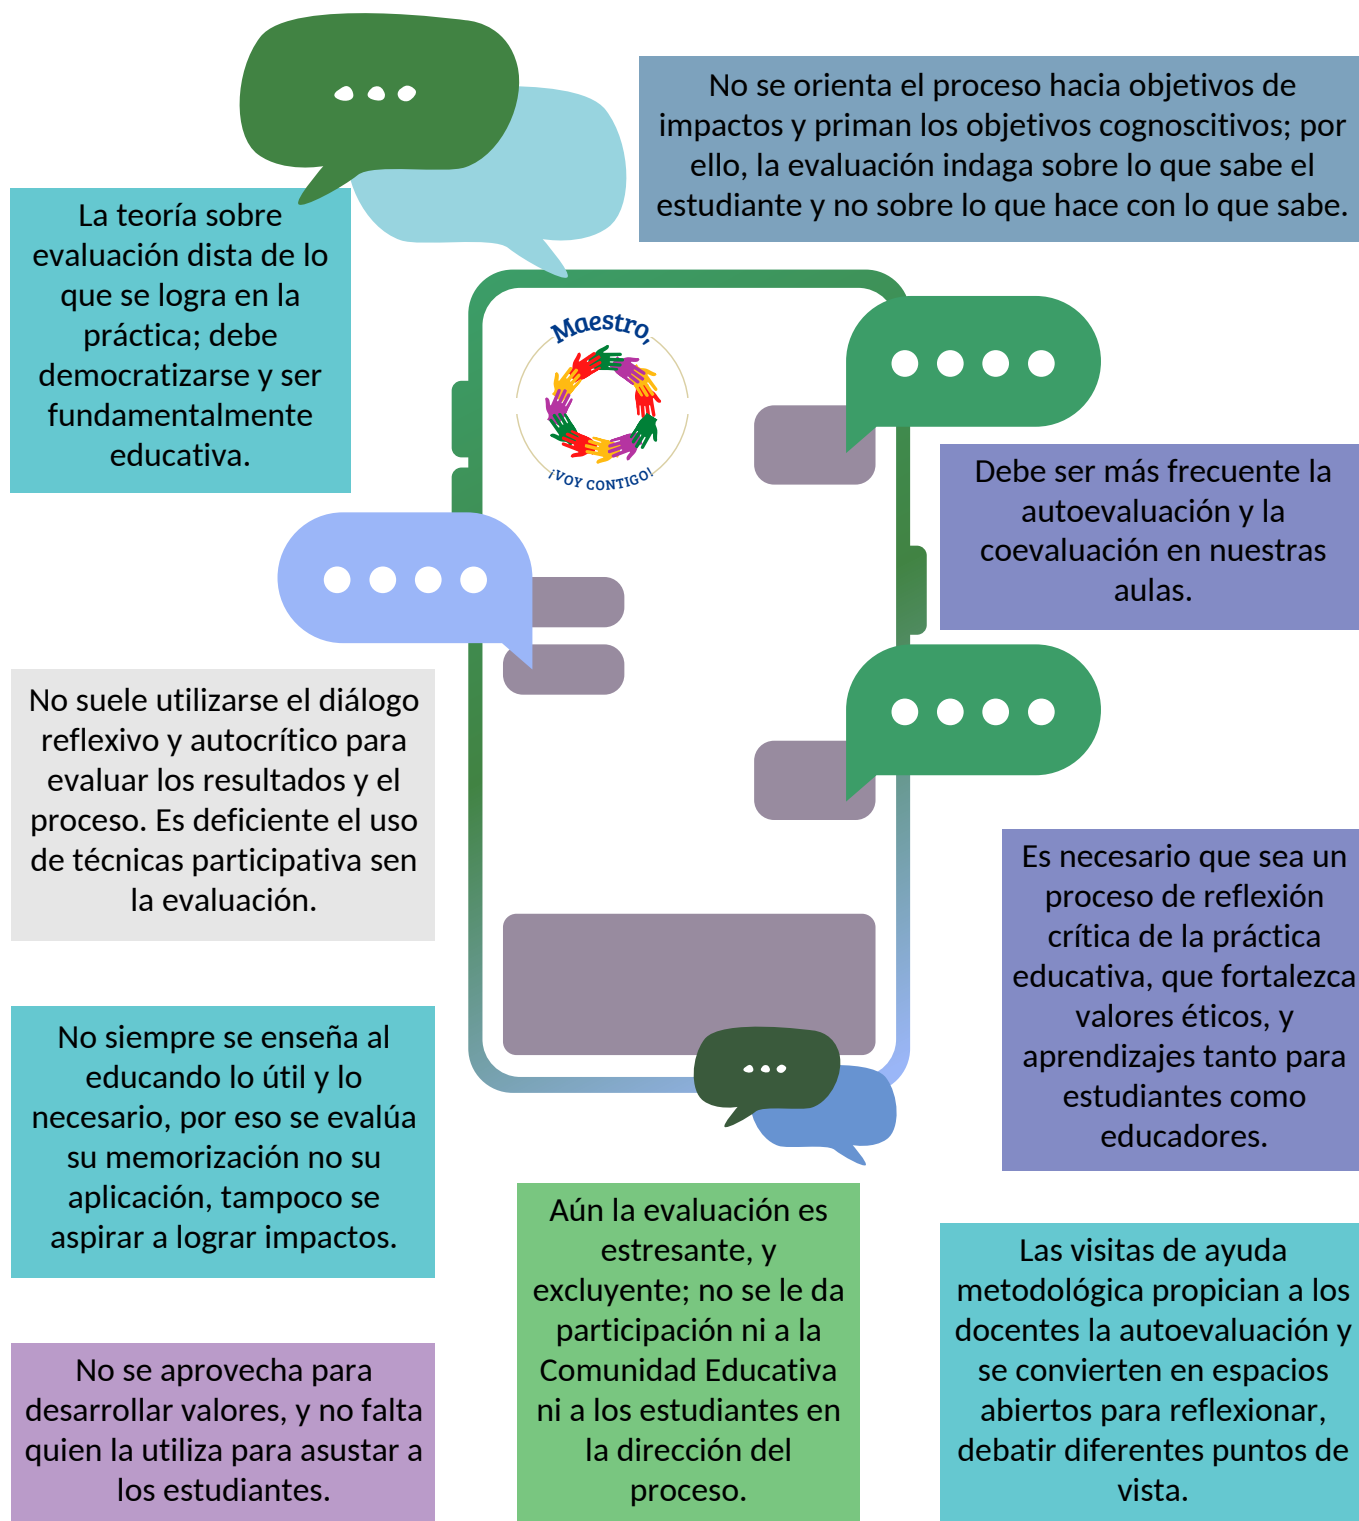 No se orienta el proceso hacia objetivos de
impactos y priman los objetivos cognoscitivos; por
ello, la evaluación indaga sobre lo que sabe el
estudiante y no sobre lo que hace con lo que sabe.
La teoría sobre
evaluación dista de lo
que se logra en la
práctica; debe
democratizarse y ser
fundamentalmente
educativa.
Maestro,
¡VOY CONTIGO!
Debe ser más frecuente la
autoevaluación y la
coevaluación en nuestras
aulas.
No suele utilizarse el diálogo
reflexivo y autocrítico para
evaluar los resultados y el
proceso. Es deficiente el uso
de técnicas participativa sen
la evaluación.
Es necesario que sea un
proceso de reflexión
crítica de la práctica
educativa, que fortalezca
valores éticos, y
aprendizajes tanto para
estudiantes como
educadores.
No siempre se enseña al
educando lo útil y lo
necesario, por eso se evalúa
su memorización no su
aplicación, tampoco se
aspirar a lograr impactos.
Aún la evaluación es
estresante, y
excluyente; no se le da
participación ni a la
Comunidad Educativa
ni a los estudiantes en
la dirección del
proceso.
Las visitas de ayuda
metodológica propician a los
docentes la autoevaluación y
se convierten en espacios
abiertos para reflexionar,
debatir diferentes puntos de
vista.
No se aprovecha para
desarrollar valores, y no falta
quien la utiliza para asustar a
los estudiantes.